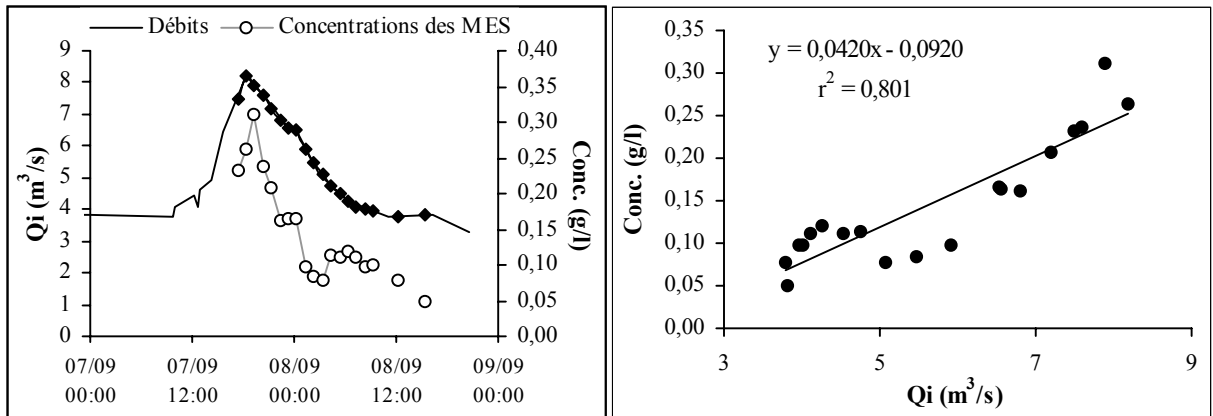 Débits Concentrations des MES
9 0,40
8 0,35
7 0,30
6 0,25
5 0,20
4 0,15
3 0,10
2 0,05
1 0,00
0
Qi (m³/s)
Conc. (g/l)
07/09 07/09 08/09 08/09 09/09
00:00 12:00 00:00 12:00 00:00
0,35
0,30
0,25
0,20
0,15
0,10
0,05
0,00
Conc. (g/l)
y = 0,0420x - 0,0920
r² = 0,801
3 5 7 9
Qi (m³/s)